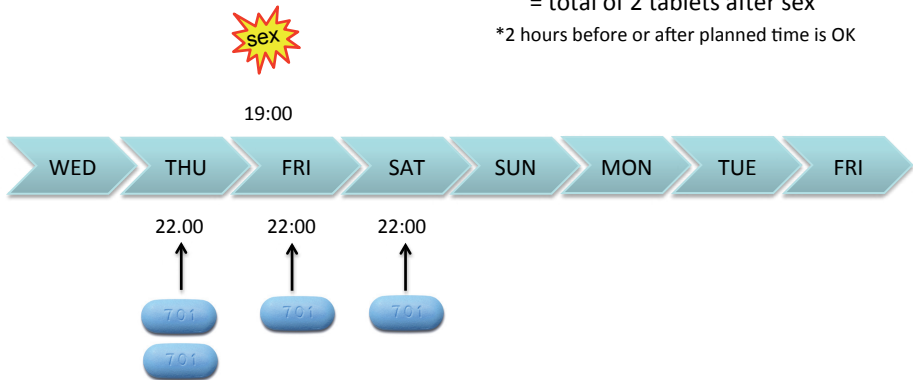 = total of 2 tablets after sex
*2 hours before or after planned time is OK
sex
19:00
WED THU FRI SAT SUN MON TUE FRI
22.00 22:00 22:00
701 701 701
701